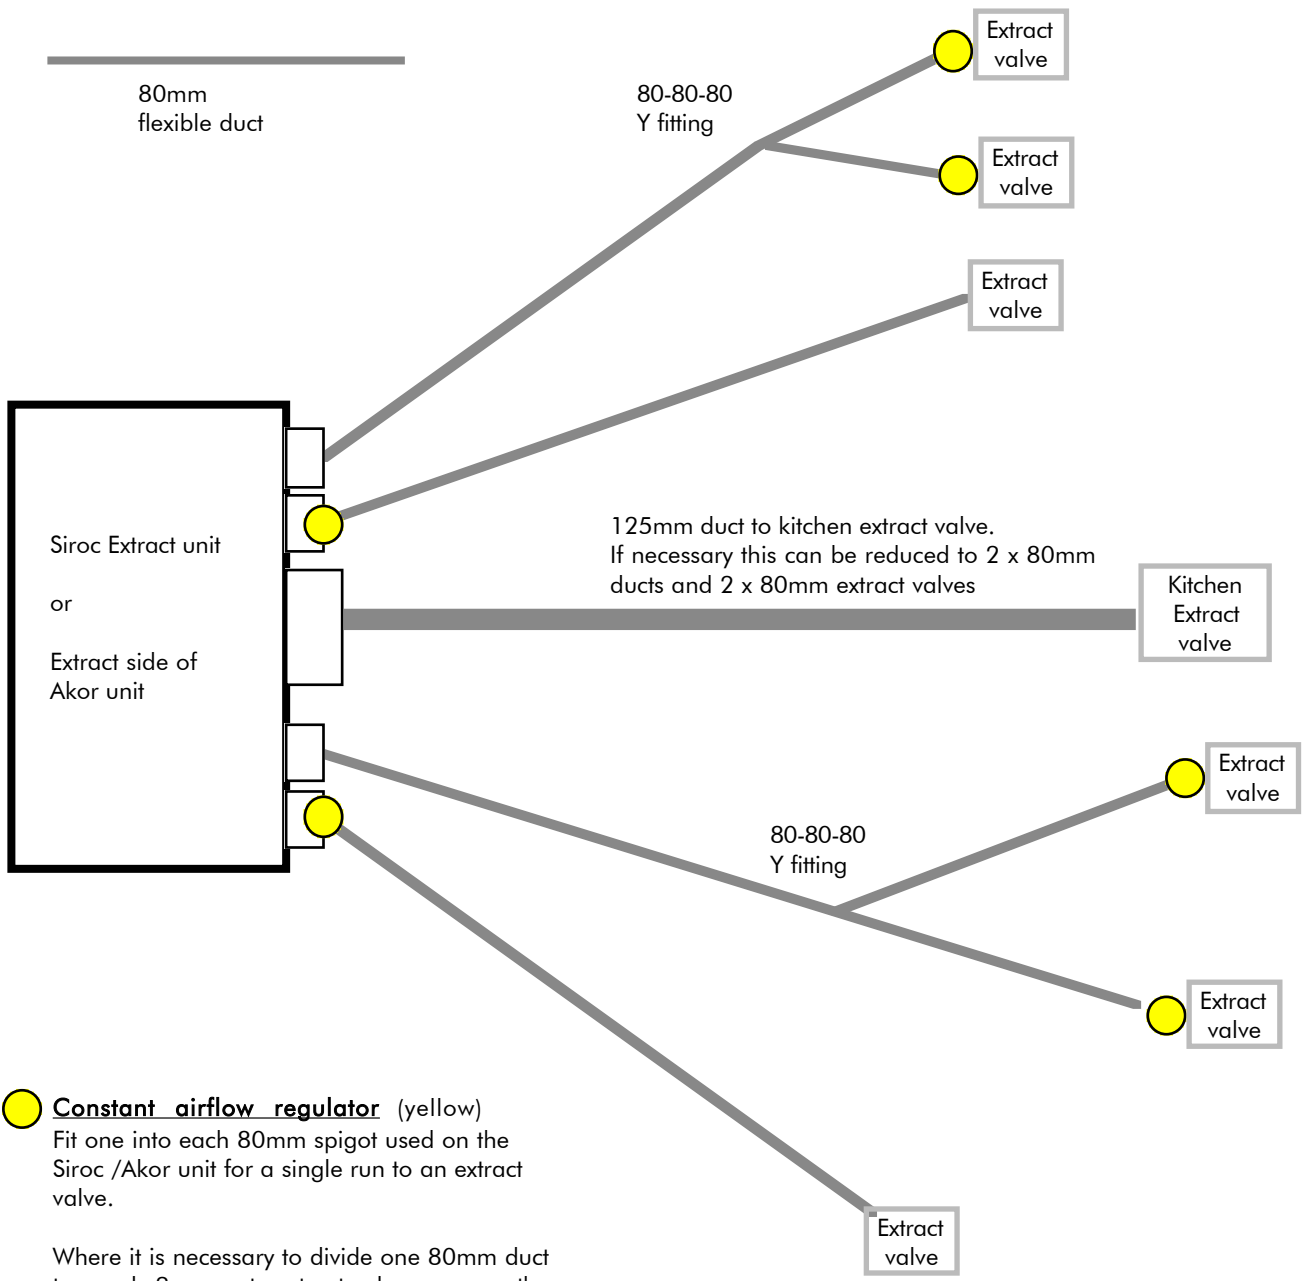 Extract
valve
80mm
flexible duct
80-80-80
Y fitting
Extract
valve
Extract
valve
Siroc Extract unit
or
Extract side of
Akor unit
125mm duct to kitchen extract valve.
If necessary this can be reduced to 2 x 80mm
ducts and 2 x 80mm extract valves
Kitchen
Extract
valve
Extract
valve
80-80-80
Y fitting
Extract
valve
Constant airflow regulator (yellow)
Fit one into each 80mm spigot used on the
Siroc /Akor unit for a single run to an extract
valve.
Extract
valve
Where it is necessary to divide one 80mm duct